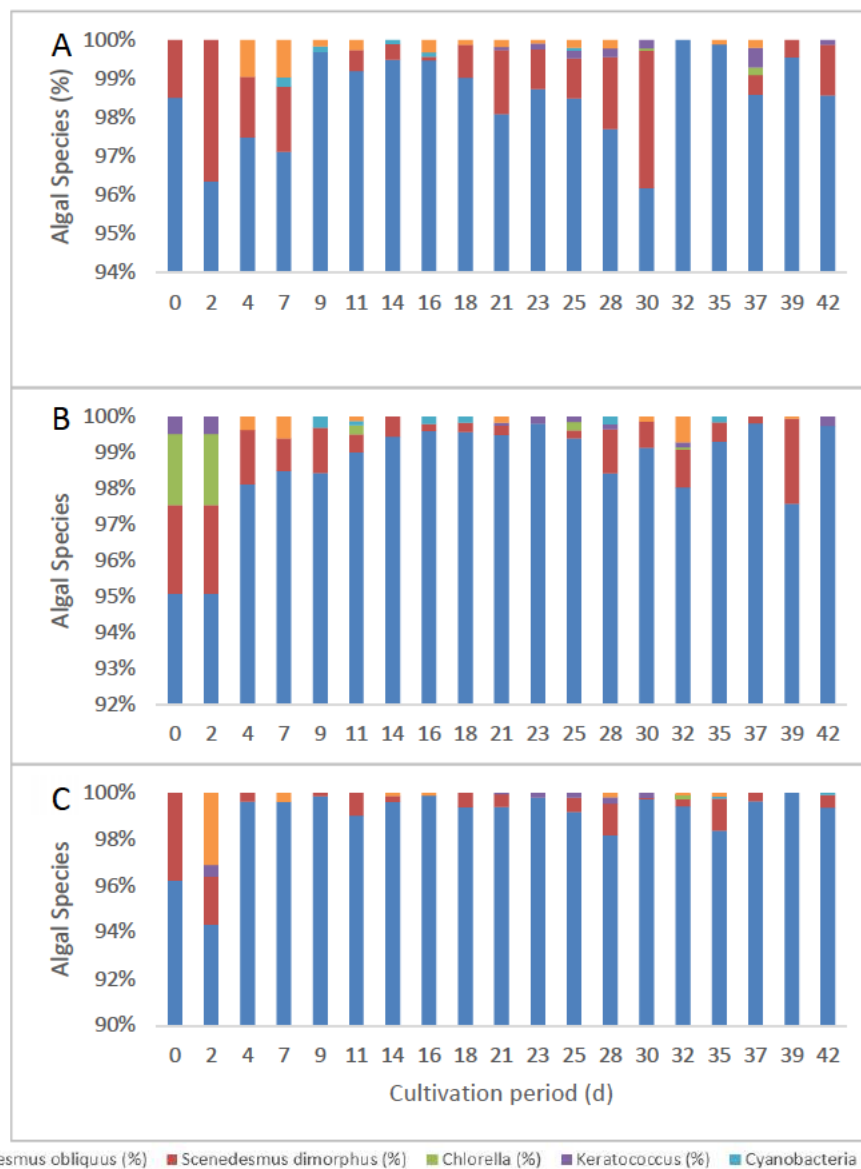 A
Algal Species (%)
100%
99%
98%
97%
96%
95%
94%
0 2 4 7 9 11 14 16 18 21 23 25 28 30 32 35 37 39 42
B
Algal Species
100%
99%
98%
97%
96%
95%
94%
93%
92%
0 2 4 7 9 11 14 16 18 21 23 25 28 30 32 35 37 39 42
C
Algal Species
100%
98%
96%
94%
92%
90%
0 2 4 7 9 11 14 16 18 21 23 25 28 30 32 35 37 39 42
Cultivation period (d)
esmus obliquus (%) Scenedesmus dimorphus (%) Chlorella (%) Keratococcus (%) Cyanobacteria